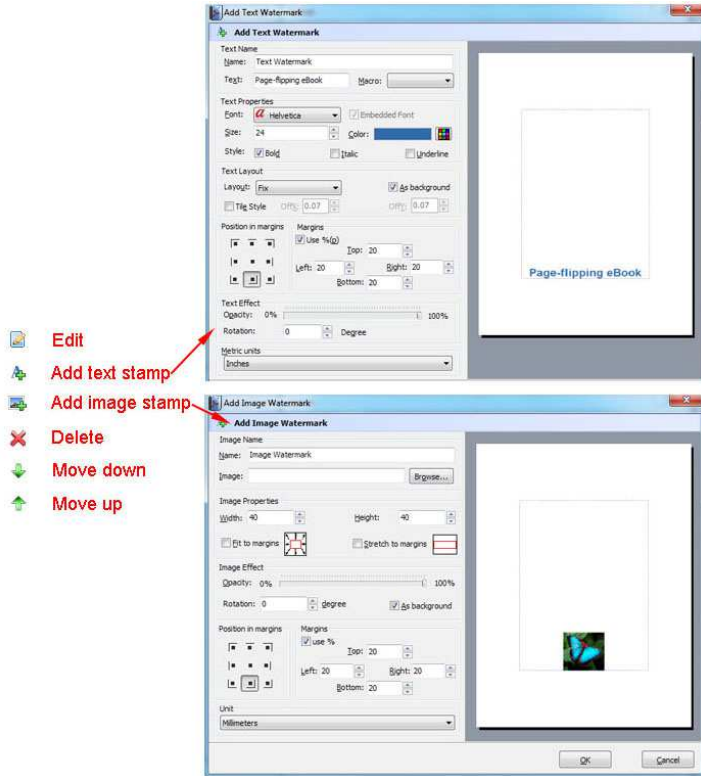 Add Text Watermark
Add Text Watermark
Text Name
Name: Text Watermark
Text: Page-flipping eBook Macro:
Text Properties
Font: a Helvetica Embedded Font
Size: 24 Color:
Style: Bold Italic Underline
Text Layout
Layout: Fix As background
Tile Style 0.07 0.07
Position in margins Margins
Use %(p)
Top: 20
Left: 20 Right: 20
Bottom: 20
Text Effect
Opacity: 0% 100%
Rotation: 0 Degree
Metric units
Inches
Page-flipping eBook
Edit
Add text stamp
Add image stamp
Delete
Move down
Move up
Add Image Watermark
Add Image Watermark
Image Name
Name: Image Watermark
Image: Browse...
Image Properties
Width: 40 Height: 40
Fit to margins Stretch to margins
Image Effect
Opacity: 0% 100%
Rotation: 0 degree As background
Position in margins Margins
use %
Top: 20
Left: 20 Right: 20
Bottom: 20
Unit
Millimeters
OK Cancel